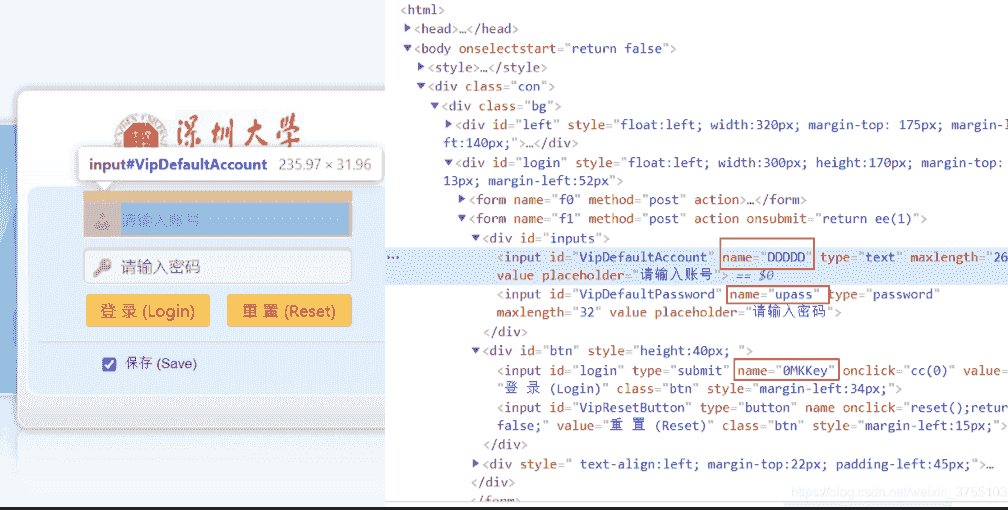 深圳大学
input#VipDefaultAccount 235.97 × 31.96
请输入账号
请输入密码
登 录 (Login) 重 置 (Reset)
保存 (Save)
<html>
<head>…</head>
<body onselectstart="return false">
<style>…</style>
<div class="con">
<div class="bg">
<div id="left" style="float:left; width:320px; margin-top: 175px; margin-l
ft:140px;">…</div>
<div id="login" style="float:left; width:300px; height:170px; margin-top:
13px; margin-left:52px">
<form name="f0" method="post" action>…</form>
<form name="f1" method="post" action onsubmit="return ee(1)">
<div id="inputs">
<input id="VipDefaultAccount" name="DDDDD" type="text" maxlength="26
value placeholder="请输入账号"> == $0
<input id="VipDefaultPassword" name="upass" type="password"
maxlength="32" value placeholder="请输入密码">
</div>
<div id="btn" style="height:40px; ">
<input id="login" type="submit" name="0MKKey" onclick="cc(0)" value=
"登 录 (Login)" class="btn" style="margin-left:34px;">
<input id="VipResetButton" type="button" name onclick="reset();retur
false;" value="重 置 (Reset)" class="btn" style="margin-left:15px;">
</div>
<div style=" text-align:left; margin-top:22px; padding-left:45px;">…
</div>
</form>
https://blog.csdn.net/weixin_3755103